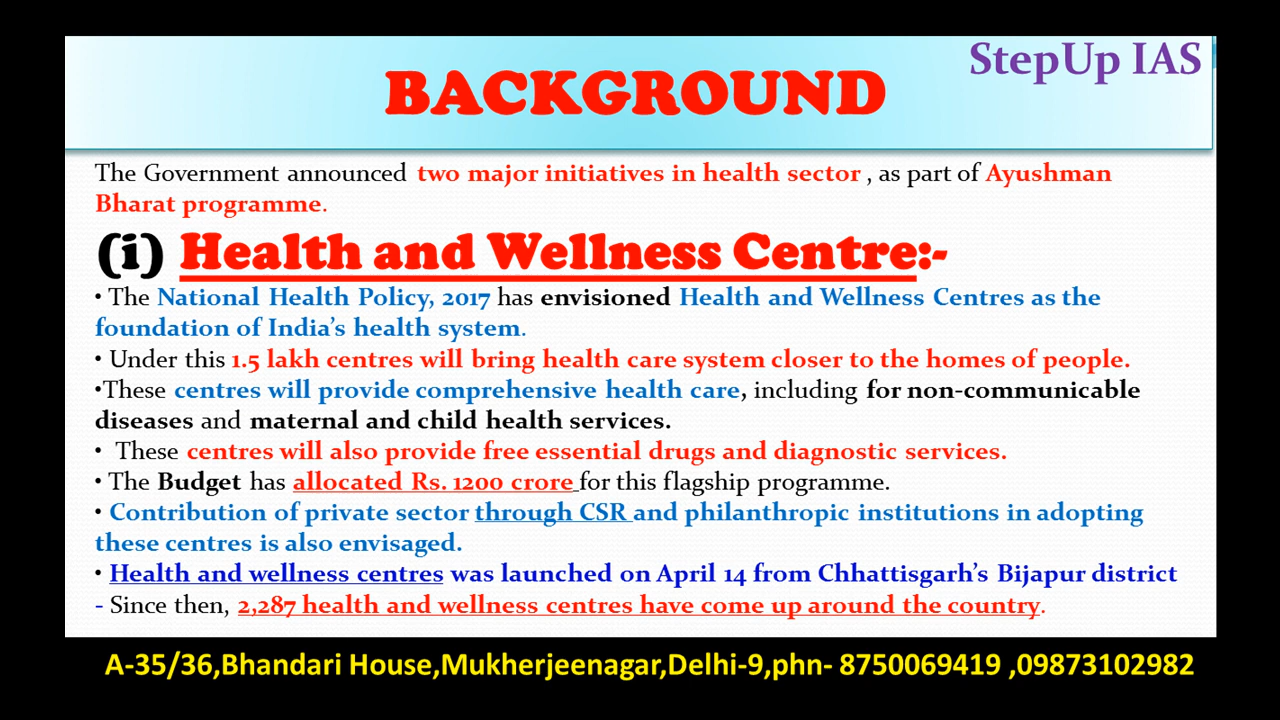 StepUp IAS
BACKGROUND
The Government announced two major initiatives in health sector , as part of Ayushman
Bharat programme.
(i) Health and Wellness Centre:-
• The National Health Policy, 2017 has envisioned Health and Wellness Centres as the
foundation of India's health system.
• Under this 1.5 lakh centres will bring health care system closer to the homes of people.
•These centres will provide comprehensive health care, including for non-communicable
diseases and maternal and child health services.
• These centres will also provide free essential drugs and diagnostic services.
• The Budget has allocated Rs. 1200 crore for this flagship programme.
• Contribution of private sector through CSR and philanthropic institutions in adopting
these centres is also envisaged.
• Health and wellness centres was launched on April 14 from Chhattisgarh's Bijapur district
- Since then, 2,287 health and wellness centres have come up around the country.
A-35/36,Bhandari House,Mukherjeenagar,Delhi-9,phn- 8750069419 ,09873102982